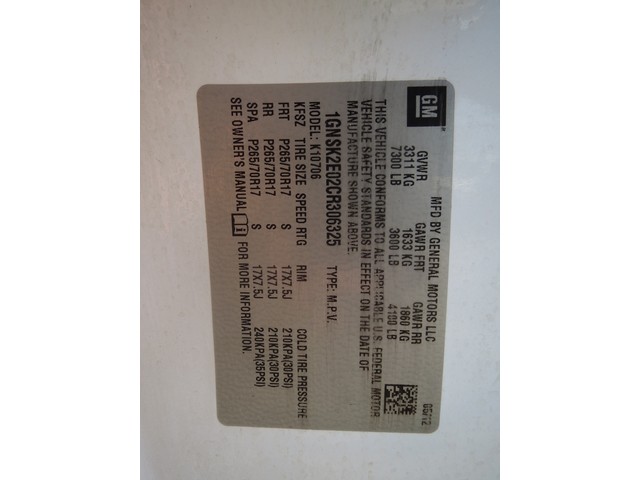 GM
MFD BY GENERAL MOTORS LLC
05/12
GVWR GAWR FRT GAWR RR
3311 KG 1633 KG 1860 KG
7300 LB 3600 LB 4100 LB
THIS VEHICLE CONFORMS TO ALL APPLICABLE U.S. FEDERAL MOTOR
VEHICLE SAFETY STANDARDS IN EFFECT ON THE DATE OF
MANUFACTURE SHOWN ABOVE.
1GNSK2E02CR306325 TYPE: M.P.V.
MODEL: K10706
KFSZ TIRE SIZE SPEED RTG RIM COLD TIRE PRESSURE
FRT P265/70R17 S 17X7.5J 210KPA(30PSI)
RR P265/70R17 S 17X7.5J 210KPA(30PSI)
SPA P265/70R17 S 17X7.5J 240KPA(35PSI)
SEE OWNER'S MANUAL FOR MORE INFORMATION.